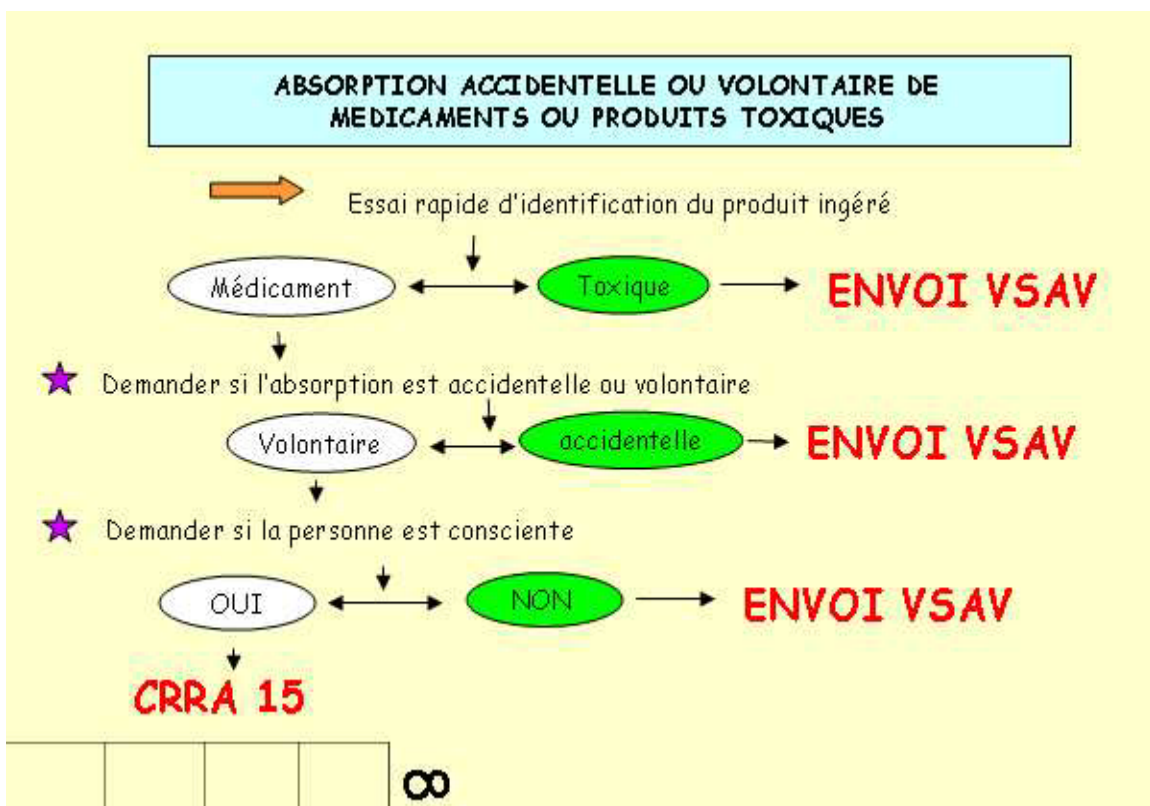 ABSORPTION ACCIDENTELLE OU VOLONTAIRE DE
MEDICAMENTS OU PRODUITS TOXIQUES
Essai rapide d'identification du produit ingéré
Médicament
Toxique
ENVOI VSAV
Demander si l'absorption est accidentelle ou volontaire
Volontaire
accidentelle
ENVOI VSAV
Demander si la personne est consciente
OUI
NON
ENVOI VSAV
CRRA 15
8